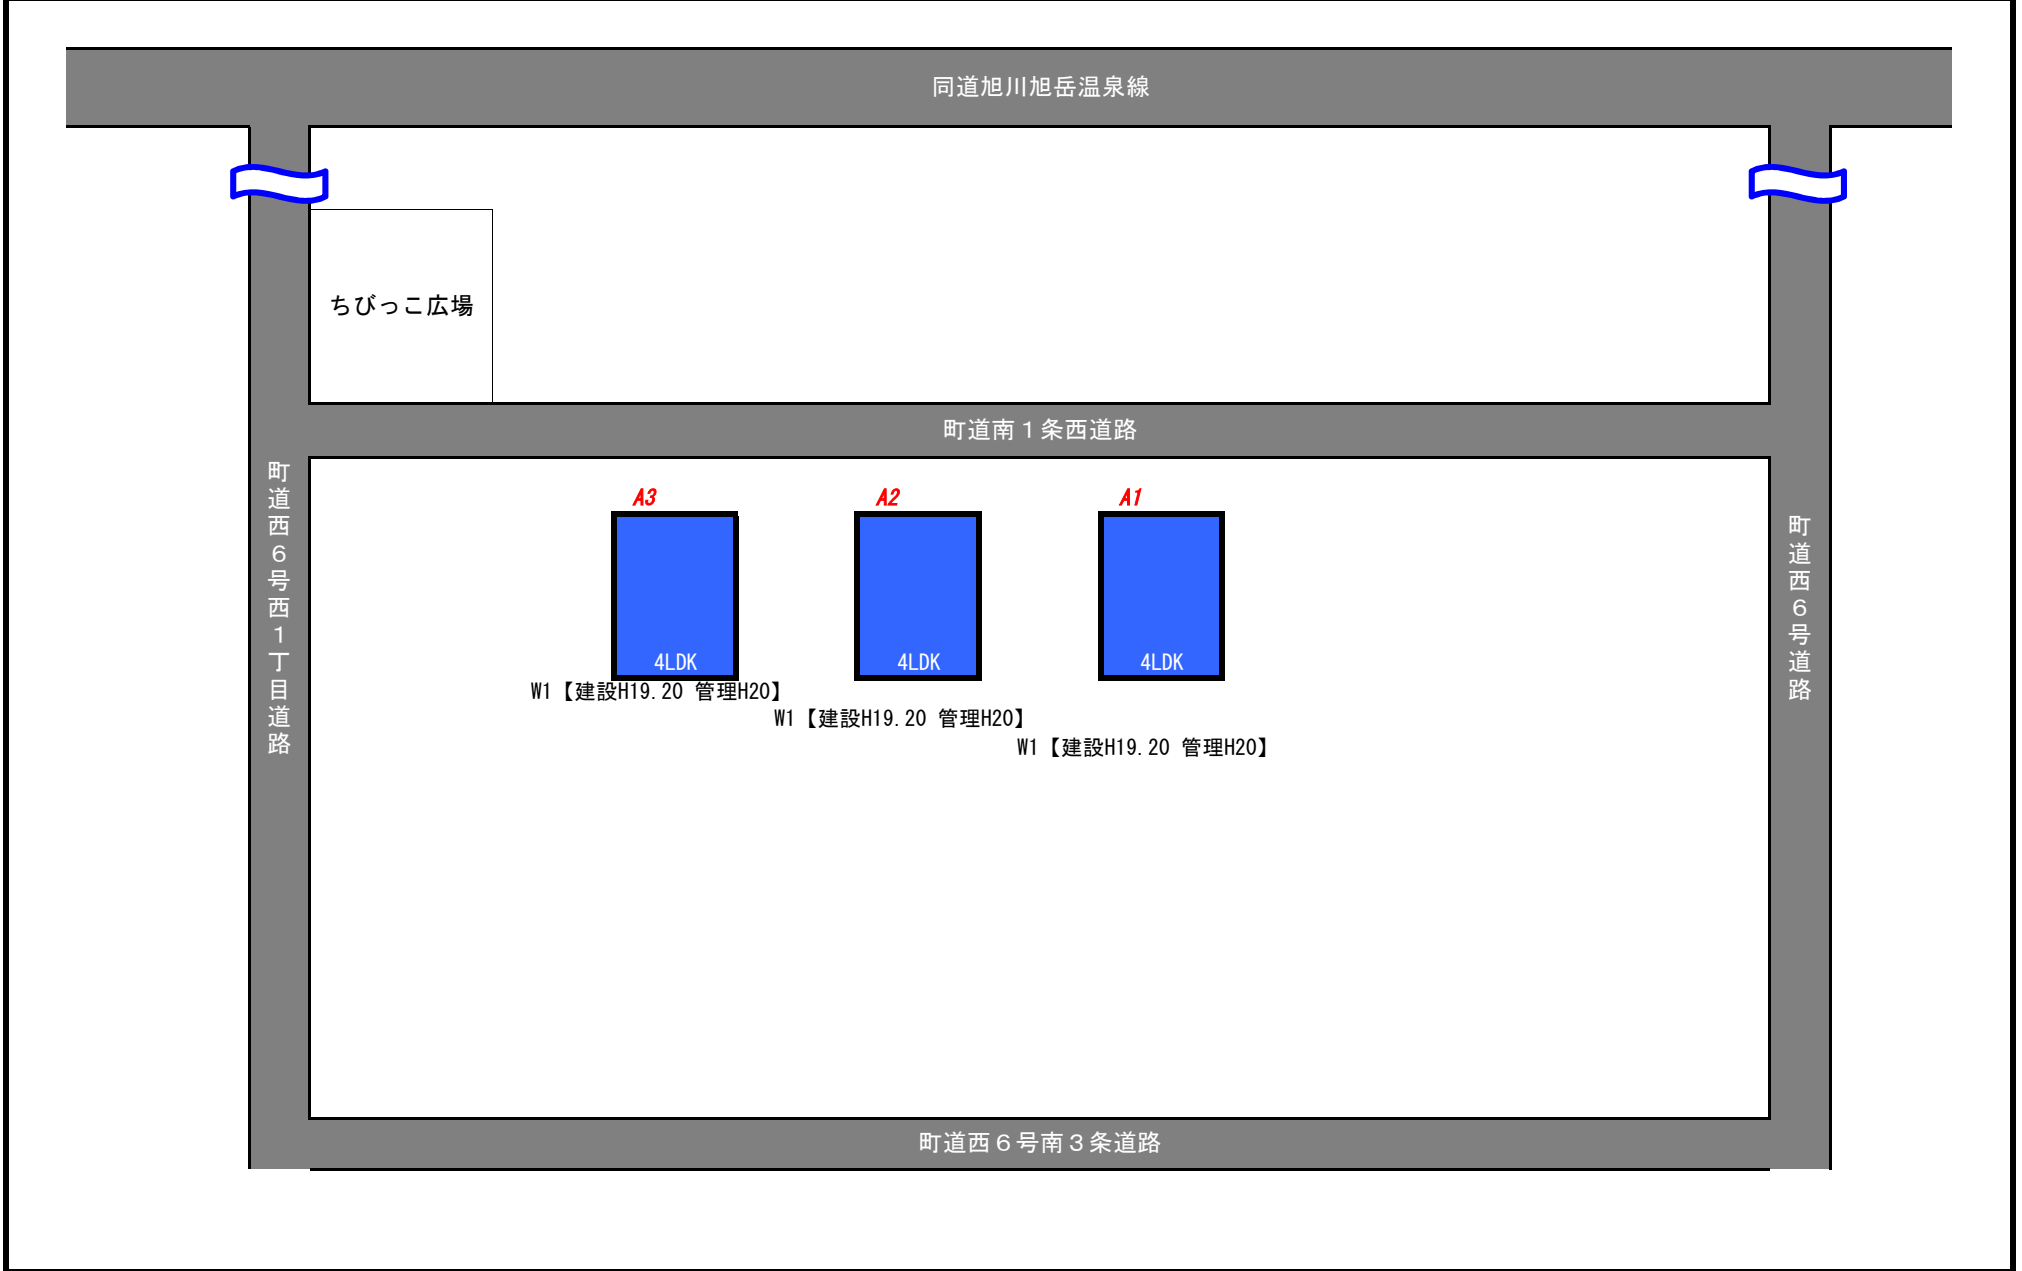 同道旭川旭岳温泉線
ちびっこ広場
町道南１条西道路
町道西６号西１丁目道路
A3
A2
A1
町道西６号道路
4LDK
4LDK
4LDK
W1【建設H19.20 管理H20】
W1【建設H19.20 管理H20】
W1【建設H19.20 管理H20】
町道西６号南３条道路